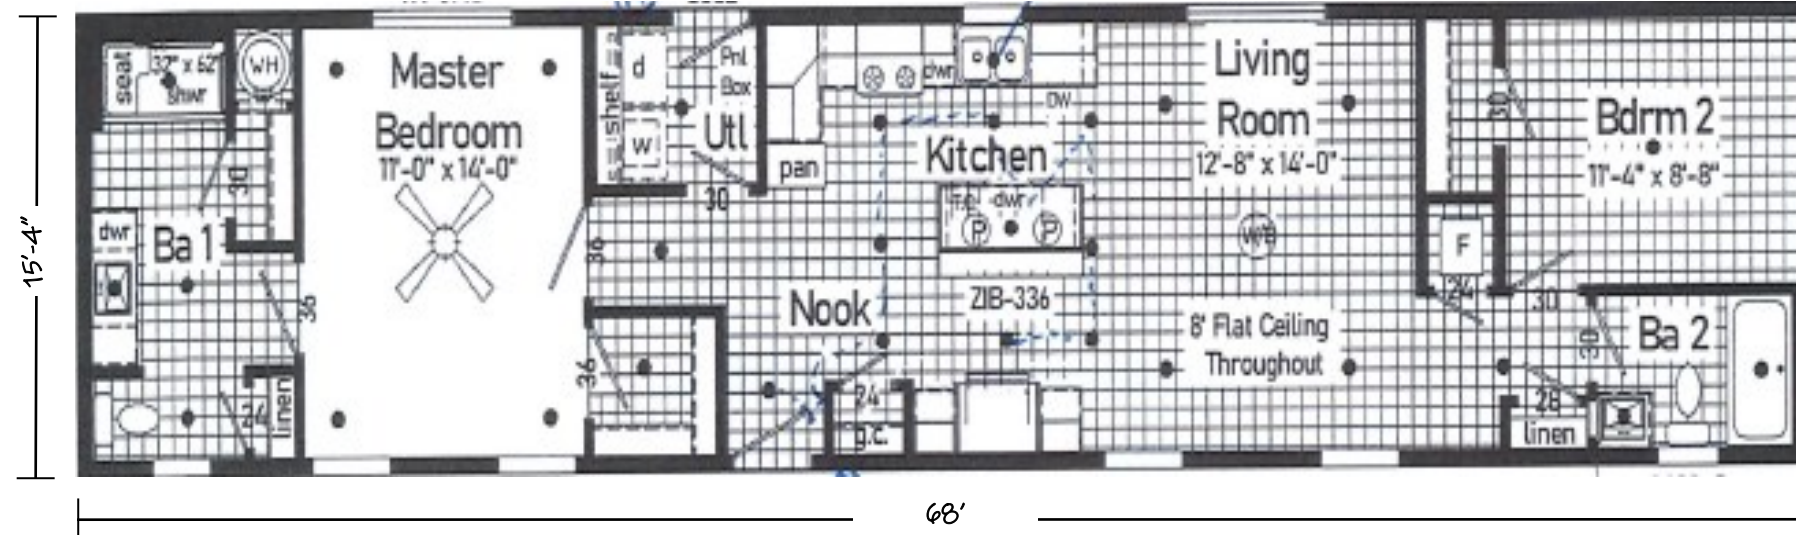 seat
32" x 62"
shwr
WH
30
dwr
Ba 1
36
24
linen
Master
Bedroom
11'-0" x 14'-0"
36
36
shelf
d
w
Pnl
Box
Utl
30
pan
dwr
DW
Kitchen
T.C.
dwr
P
P
ZIB-336
Nook
24
g.c.
Living
Room
12'-8" x 14'-0"
8' Flat Ceiling
Throughout
F
24
30
Bdrm 2
11'-4" x 8'-8"
30
30
Ba 2
28
linen
15'-4"
68'